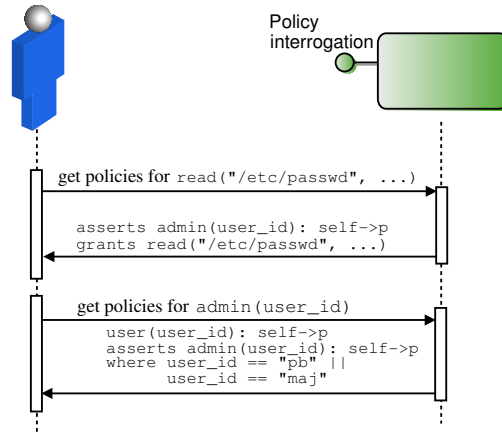 Policy
interrogation
get policies for read("/etc/passwd", ...)
asserts admin(user_id): self->p
grants read("/etc/passwd", ...)
get policies for admin(user_id)
user(user_id): self->p
asserts admin(user_id): self->p
where user_id == "pb" ||
user_id == "maj"